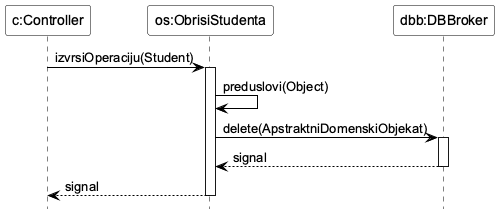 c:Controller
os:ObrisiStudenta
dbb:DBBroker
izvrsiOperaciju(Student)
preduslovi(Object)
delete(ApstraktniDomenskiObjekat)
signal
signal